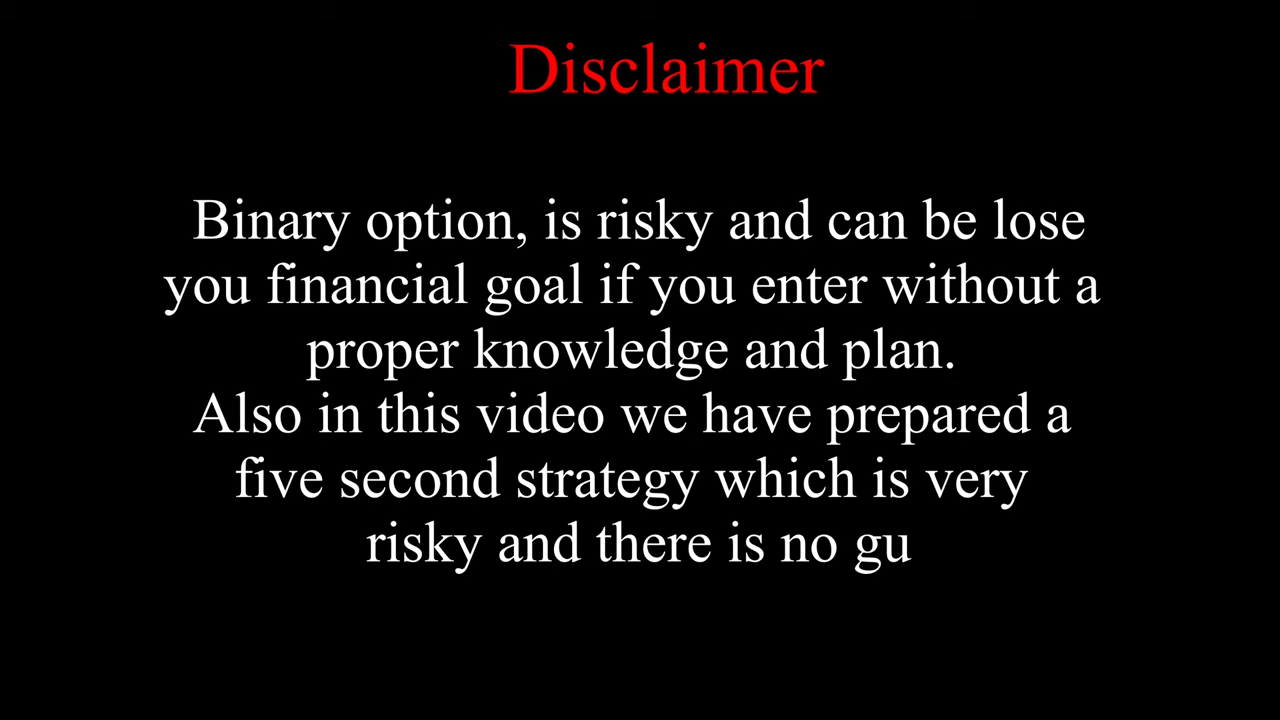 Disclaimer
Binary option, is risky and can be lose
you financial goal if you enter without a
proper knowledge and plan.
Also in this video we have prepared a
five second strategy which is very
risky and there is no gu